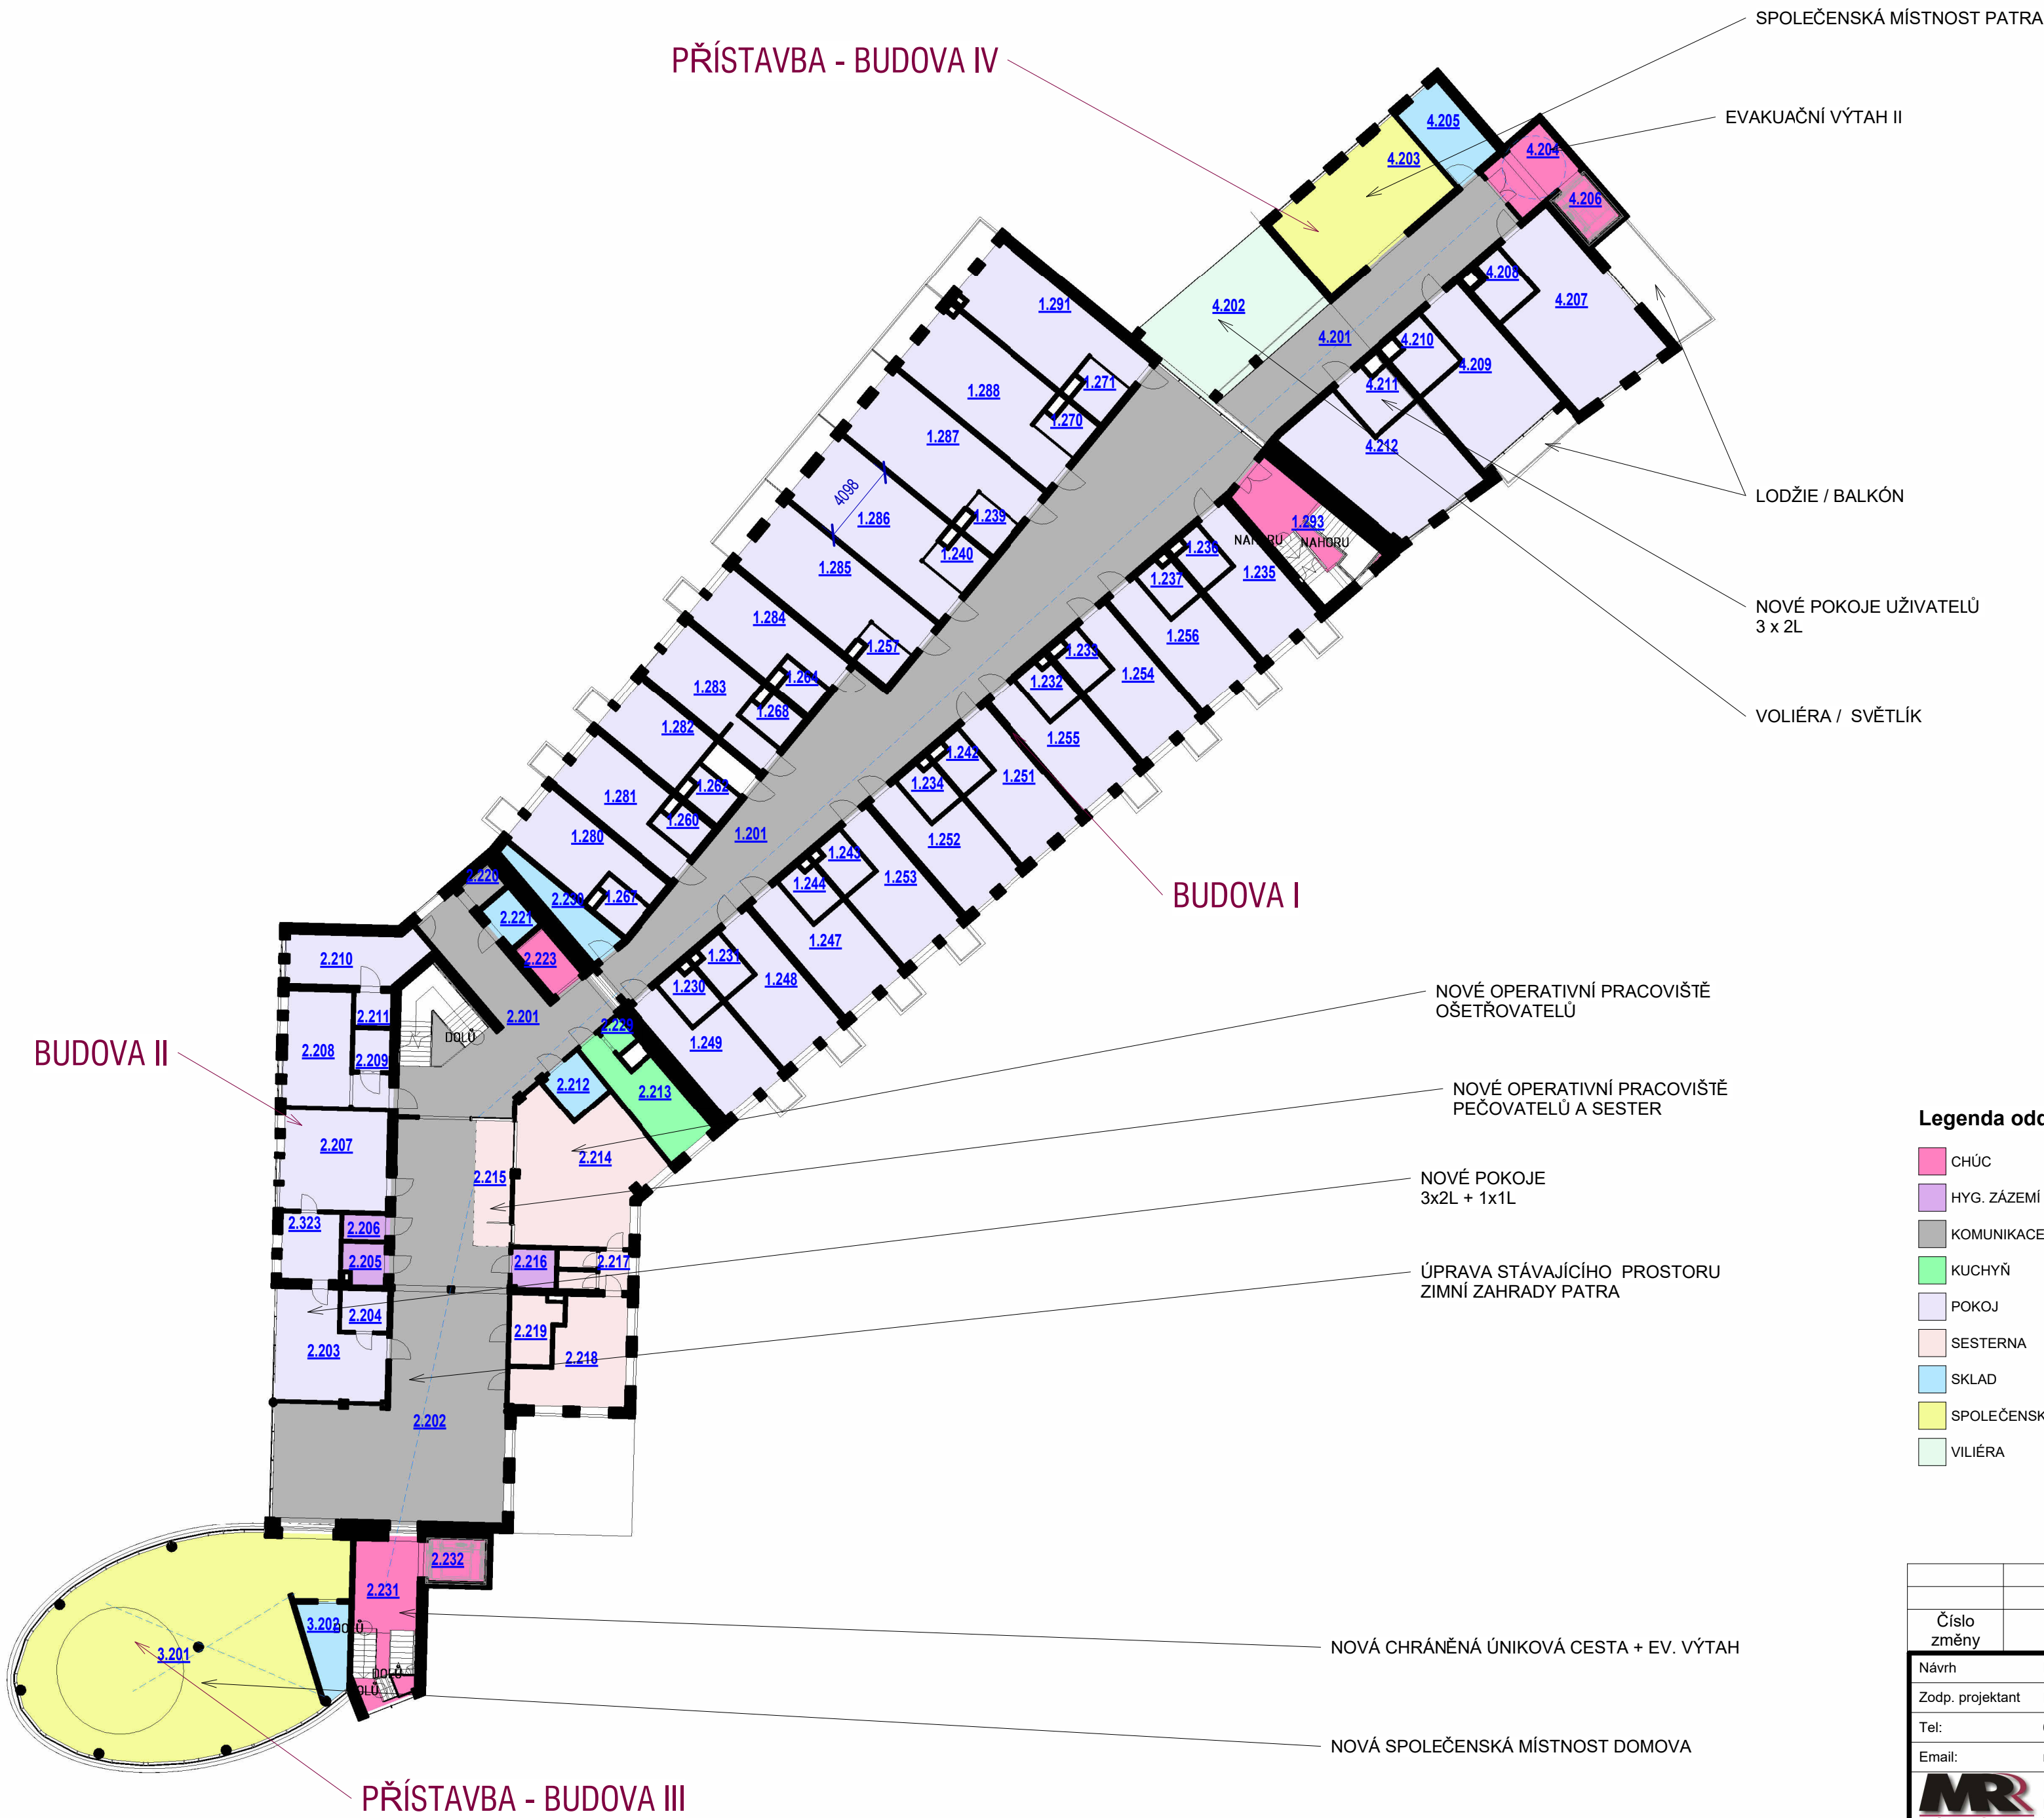 SPOLEČENSKÁ MÍSTNOST PATRA
PŘÍSTAVBA - BUDOVA IV
EVAKUAČNÍ VÝTAH II
4.205
4.203
4.204
4.206
4.208
4.207
4.202
4.201
4.210
4.209
4.211
4.212
LODŽIE / BALKÓN
NOVÉ POKOJE UŽIVATELŮ
3 x 2L
VOLIÉRA / SVĚTLÍK
1.291
1.271
1.288
1.270
1.287
4098
1.286
1.239
1.240
1.285
1.293
NAHORU
NAHORU
1.236
1.235
1.237
1.284
1.257
1.256
1.283
1.264
1.233
1.254
1.268
1.232
1.282
1.255
1.242
1.251
1.262
1.234
1.281
1.260
1.201
1.252
1.280
1.243
1.253
1.244
BUDOVA I
2.220
2.230
1.267
2.221
1.247
2.210
2.223
1.231
1.248
1.230
NOVÉ OPERATIVNÍ PRACOVIŠTĚ
OŠETŘOVATELŮ
2.211
2.201
DOLŮ
1.249
BUDOVA II
2.208
2.209
2.212
2.213
NOVÉ OPERATIVNÍ PRACOVIŠTĚ
PEČOVATELŮ A SESTER
2.207
2.214
2.215
NOVÉ POKOJE
3x2L + 1x1L
2.323
2.206
2.205
2.216
2.217
ÚPRAVA STÁVAJÍCÍHO PROSTORU
ZIMNÍ ZAHRADY PATRA
2.204
2.219
2.203
2.218
2.202
CHÚC
HYG. ZÁZEMÍ
KOMUNIKACE
KUCHYŇ
POKOJ
SESTERNA
SKLAD
VILIÉRA
2.232
2.231
3.202
DOLŮ
3.201
DOLŮ
NOVÁ CHRÁNĚNÁ ÚNIKOVÁ CESTA + EV. VÝTAH
NOVÁ SPOLEČENSKÁ MÍSTNOST DOMOVA
PŘÍSTAVBA - BUDOVA III
Číslo
změny
Návrh
Zodp. projektant
Tel:
Email: